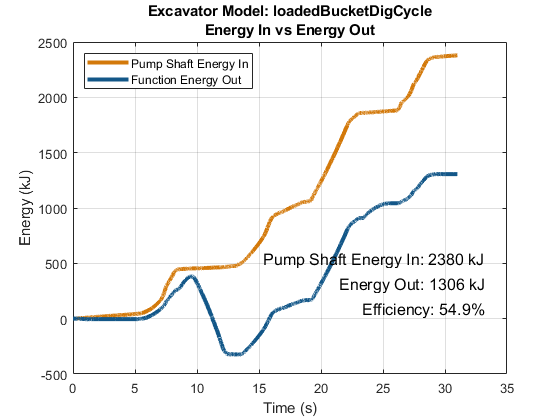 Excavator Model: loadedBucketDigCycle
Energy In vs Energy Out
2500
2000
1500
1000
500
0
-500
Energy (kJ)
Pump Shaft Energy In
Function Energy Out
Pump Shaft Energy In: 2380 kJ
Energy Out: 1306 kJ
Efficiency: 54.9%
0 5 10 15 20 25 30 35
Time (s)